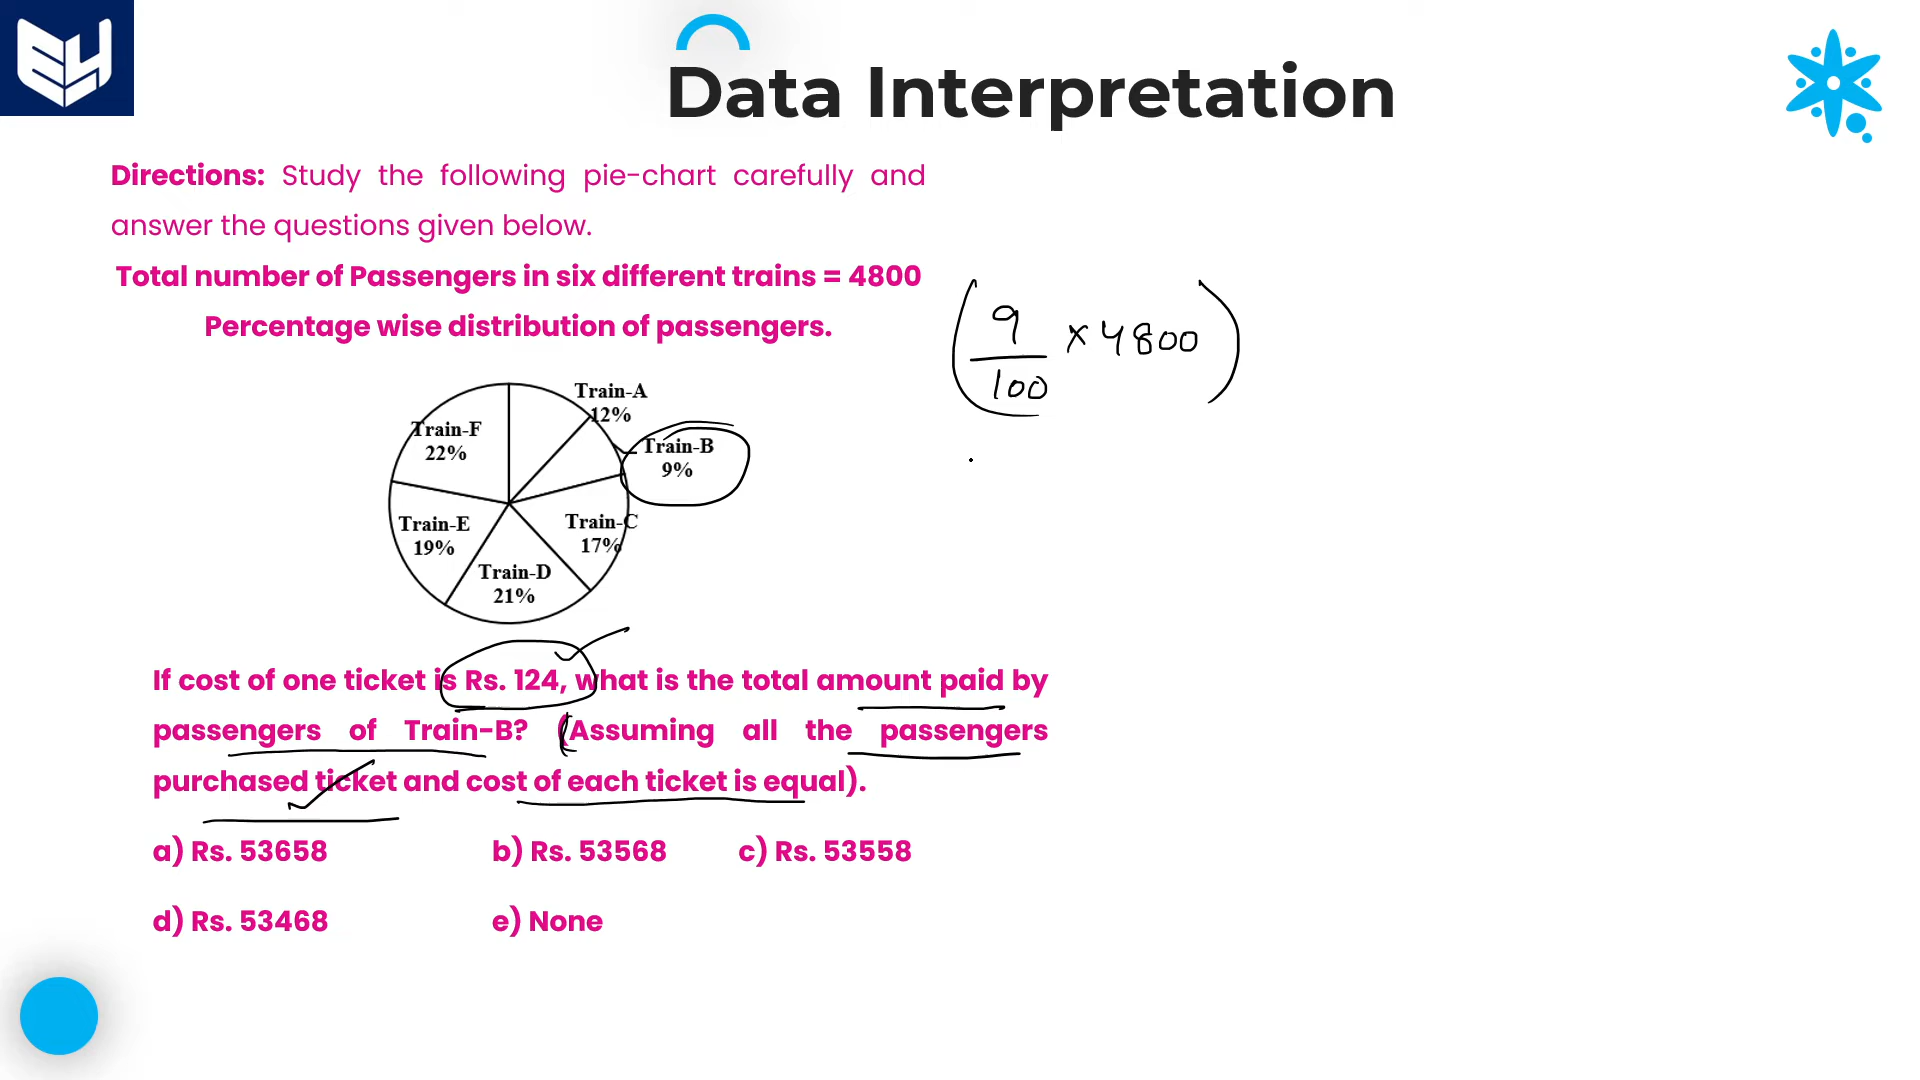 EY
Data Interpretation
Directions: Study the following pie-chart carefully and
answer the questions given below.
Total number of Passengers in six different trains = 4800
Percentage wise distribution of passengers.
9
100
× 4800
Train-A
12%
Train-B
9%
Train-F
22%
Train-E
19%
Train-C
17%
Train-D
21%
If cost of one ticket is Rs. 124, what is the total amount paid by
passengers of Train-B? (Assuming all the passengers
purchased ticket and cost of each ticket is equal).
a) Rs. 53658 b) Rs. 53568 c) Rs. 53558
d) Rs. 53468 e) None